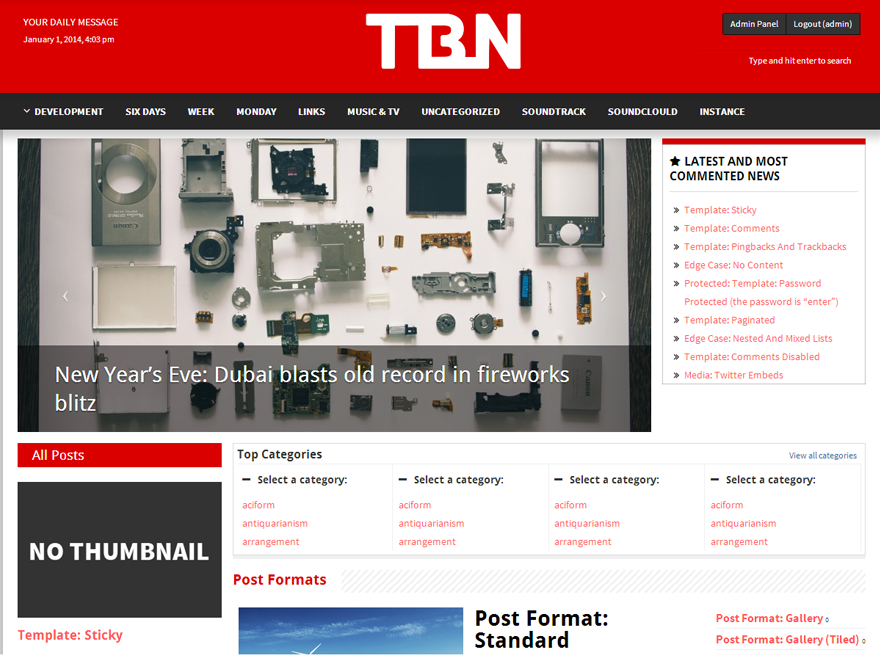 YOUR DAILY MESSAGE
January 1, 2014, 4:03 pm
TBN
Admin Panel
Logout (admin)
Type and hit enter to search
DEVELOPMENT
SIX DAYS
WEEK
MONDAY
LINKS
MUSIC & TV
UNCATEGORIZED
SOUNDTRACK
SOUNDCLOULD
INSTANCE
Canon
CANON
New Year's Eve: Dubai blasts old record in fireworks
blitz
LATEST AND MOST
COMMENTED NEWS
Template: Sticky
Template: Comments
Template: Pingbacks And Trackbacks
Edge Case: No Content
Protected: Template: Password
Protected (the password is “enter”)
Template: Paginated
Edge Case: Nested And Mixed Lists
Template: Comments Disabled
Media: Twitter Embeds
All Posts
NO THUMBNAIL
Template: Sticky
Top Categories
View all categories
Select a category:
aciform
antiquarianism
arrangement
Select a category:
aciform
antiquarianism
arrangement
Select a category:
aciform
antiquarianism
arrangement
Select a category:
aciform
antiquarianism
arrangement
Post Formats
Post Format:
Standard
Post Format: Gallery
Post Format: Gallery (Tiled)